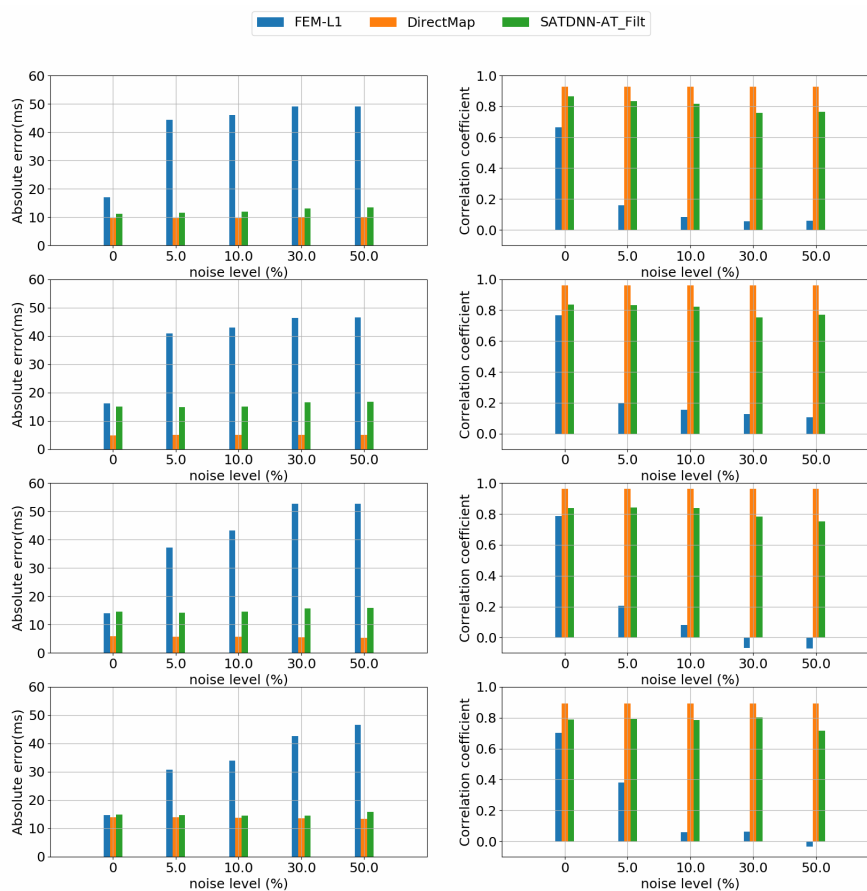 FEM-L1 DirectMap SATDNN-AT_Filt
60
50
40
30
20
10
0
Absolute error(ms)
0 5.0 10.0 30.0 50.0
noise level (%)
1.0
0.8
0.6
0.4
0.2
0.0
Correlation coefficient
0 5.0 10.0 30.0 50.0
noise level (%)
60
50
40
30
20
10
0
Absolute error(ms)
0 5.0 10.0 30.0 50.0
noise level (%)
1.0
0.8
0.6
0.4
0.2
0.0
Correlation coefficient
0 5.0 10.0 30.0 50.0
noise level (%)
60
50
40
30
20
10
0
Absolute error(ms)
0 5.0 10.0 30.0 50.0
noise level (%)
1.0
0.8
0.6
0.4
0.2
0.0
Correlation coefficient
0 5.0 10.0 30.0 50.0
noise level (%)
60
50
40
30
20
10
0
Absolute error(ms)
0 5.0 10.0 30.0 50.0
noise level (%)
1.0
0.8
0.6
0.4
0.2
0.0
Correlation coefficient
0 5.0 10.0 30.0 50.0
noise level (%)